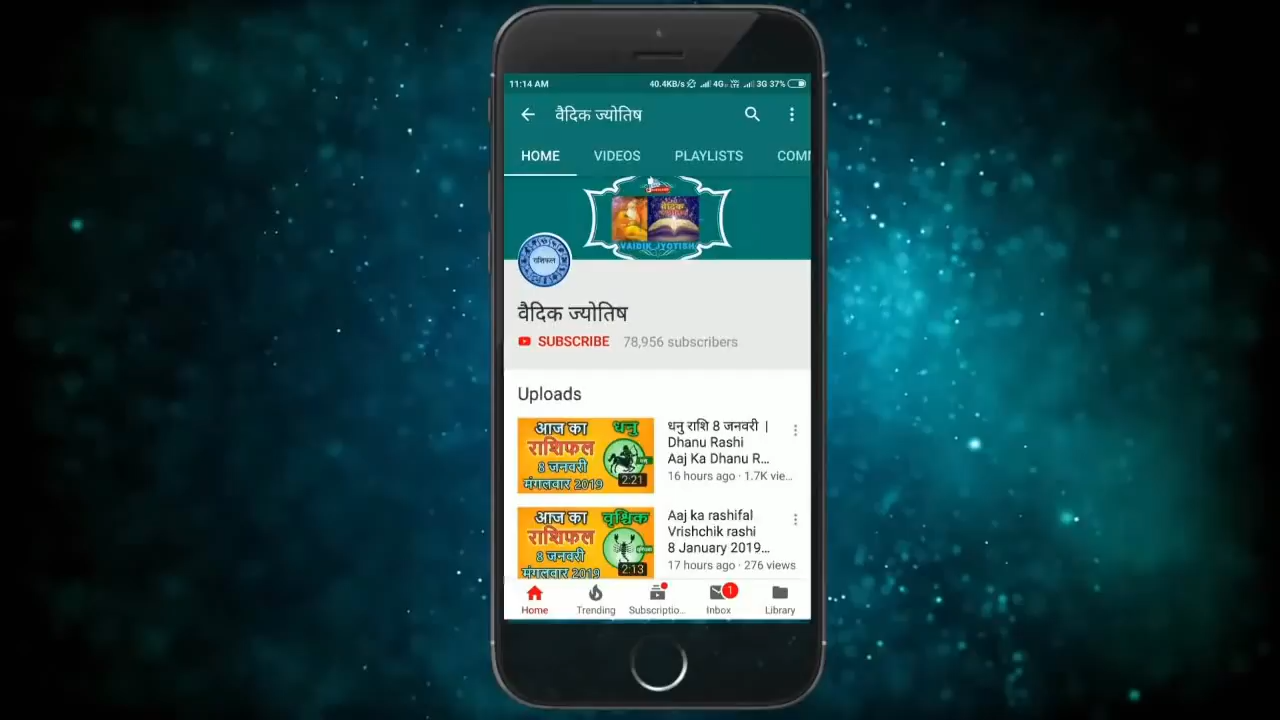 11:14 AM 40.4KB/s 4G 3G 37%
वैदिक ज्योतिष
HOME VIDEOS PLAYLISTS COMM
वैदिक
VAIDIK JYOTISH
राशिफल
वैदिक ज्योतिष
SUBSCRIBE 78,956 subscribers
Uploads
आज का धनु
राशिफल
8 जनवरी
मंगलवार 2019
2:21
धनु राशि 8 जनवरी |
Dhanu Rashi
Aaj Ka Dhanu R...
16 hours ago · 1.7K vie...
आज का वृश्चिक
राशिफल
8 जनवरी
मंगलवार 2019
2:13
Aaj ka rashifal
Vrishchik rashi
8 January 2019...
17 hours ago · 276 views
1
Home Trending Subscriptio... Inbox Library